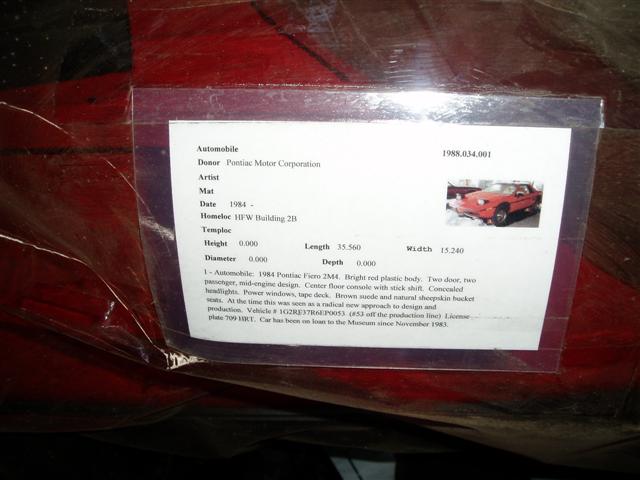 Automobile 1988.034.001
Donor Pontiac Motor Corporation
Artist
Mat
Date 1984 -
Homeloc HFW Building 2B
Temploc
Height 0.000 Length 35.560 Width 15.240
Diameter 0.000 Depth 0.000
1 - Automobile: 1984 Pontiac Fiero 2M4. Bright red plastic body. Two door, two
passenger, mid-engine design. Center floor console with stick shift. Concealed
headlights. Power windows, tape deck. Brown suede and natural sheepskin bucket
seats. At the time this was seen as a radical new approach to design and
production. Vehicle # 1G2RE37R6EP0053 (#53 off the production line) License
plate 709 HRT. Car has been on loan to the Museum since November 1983.